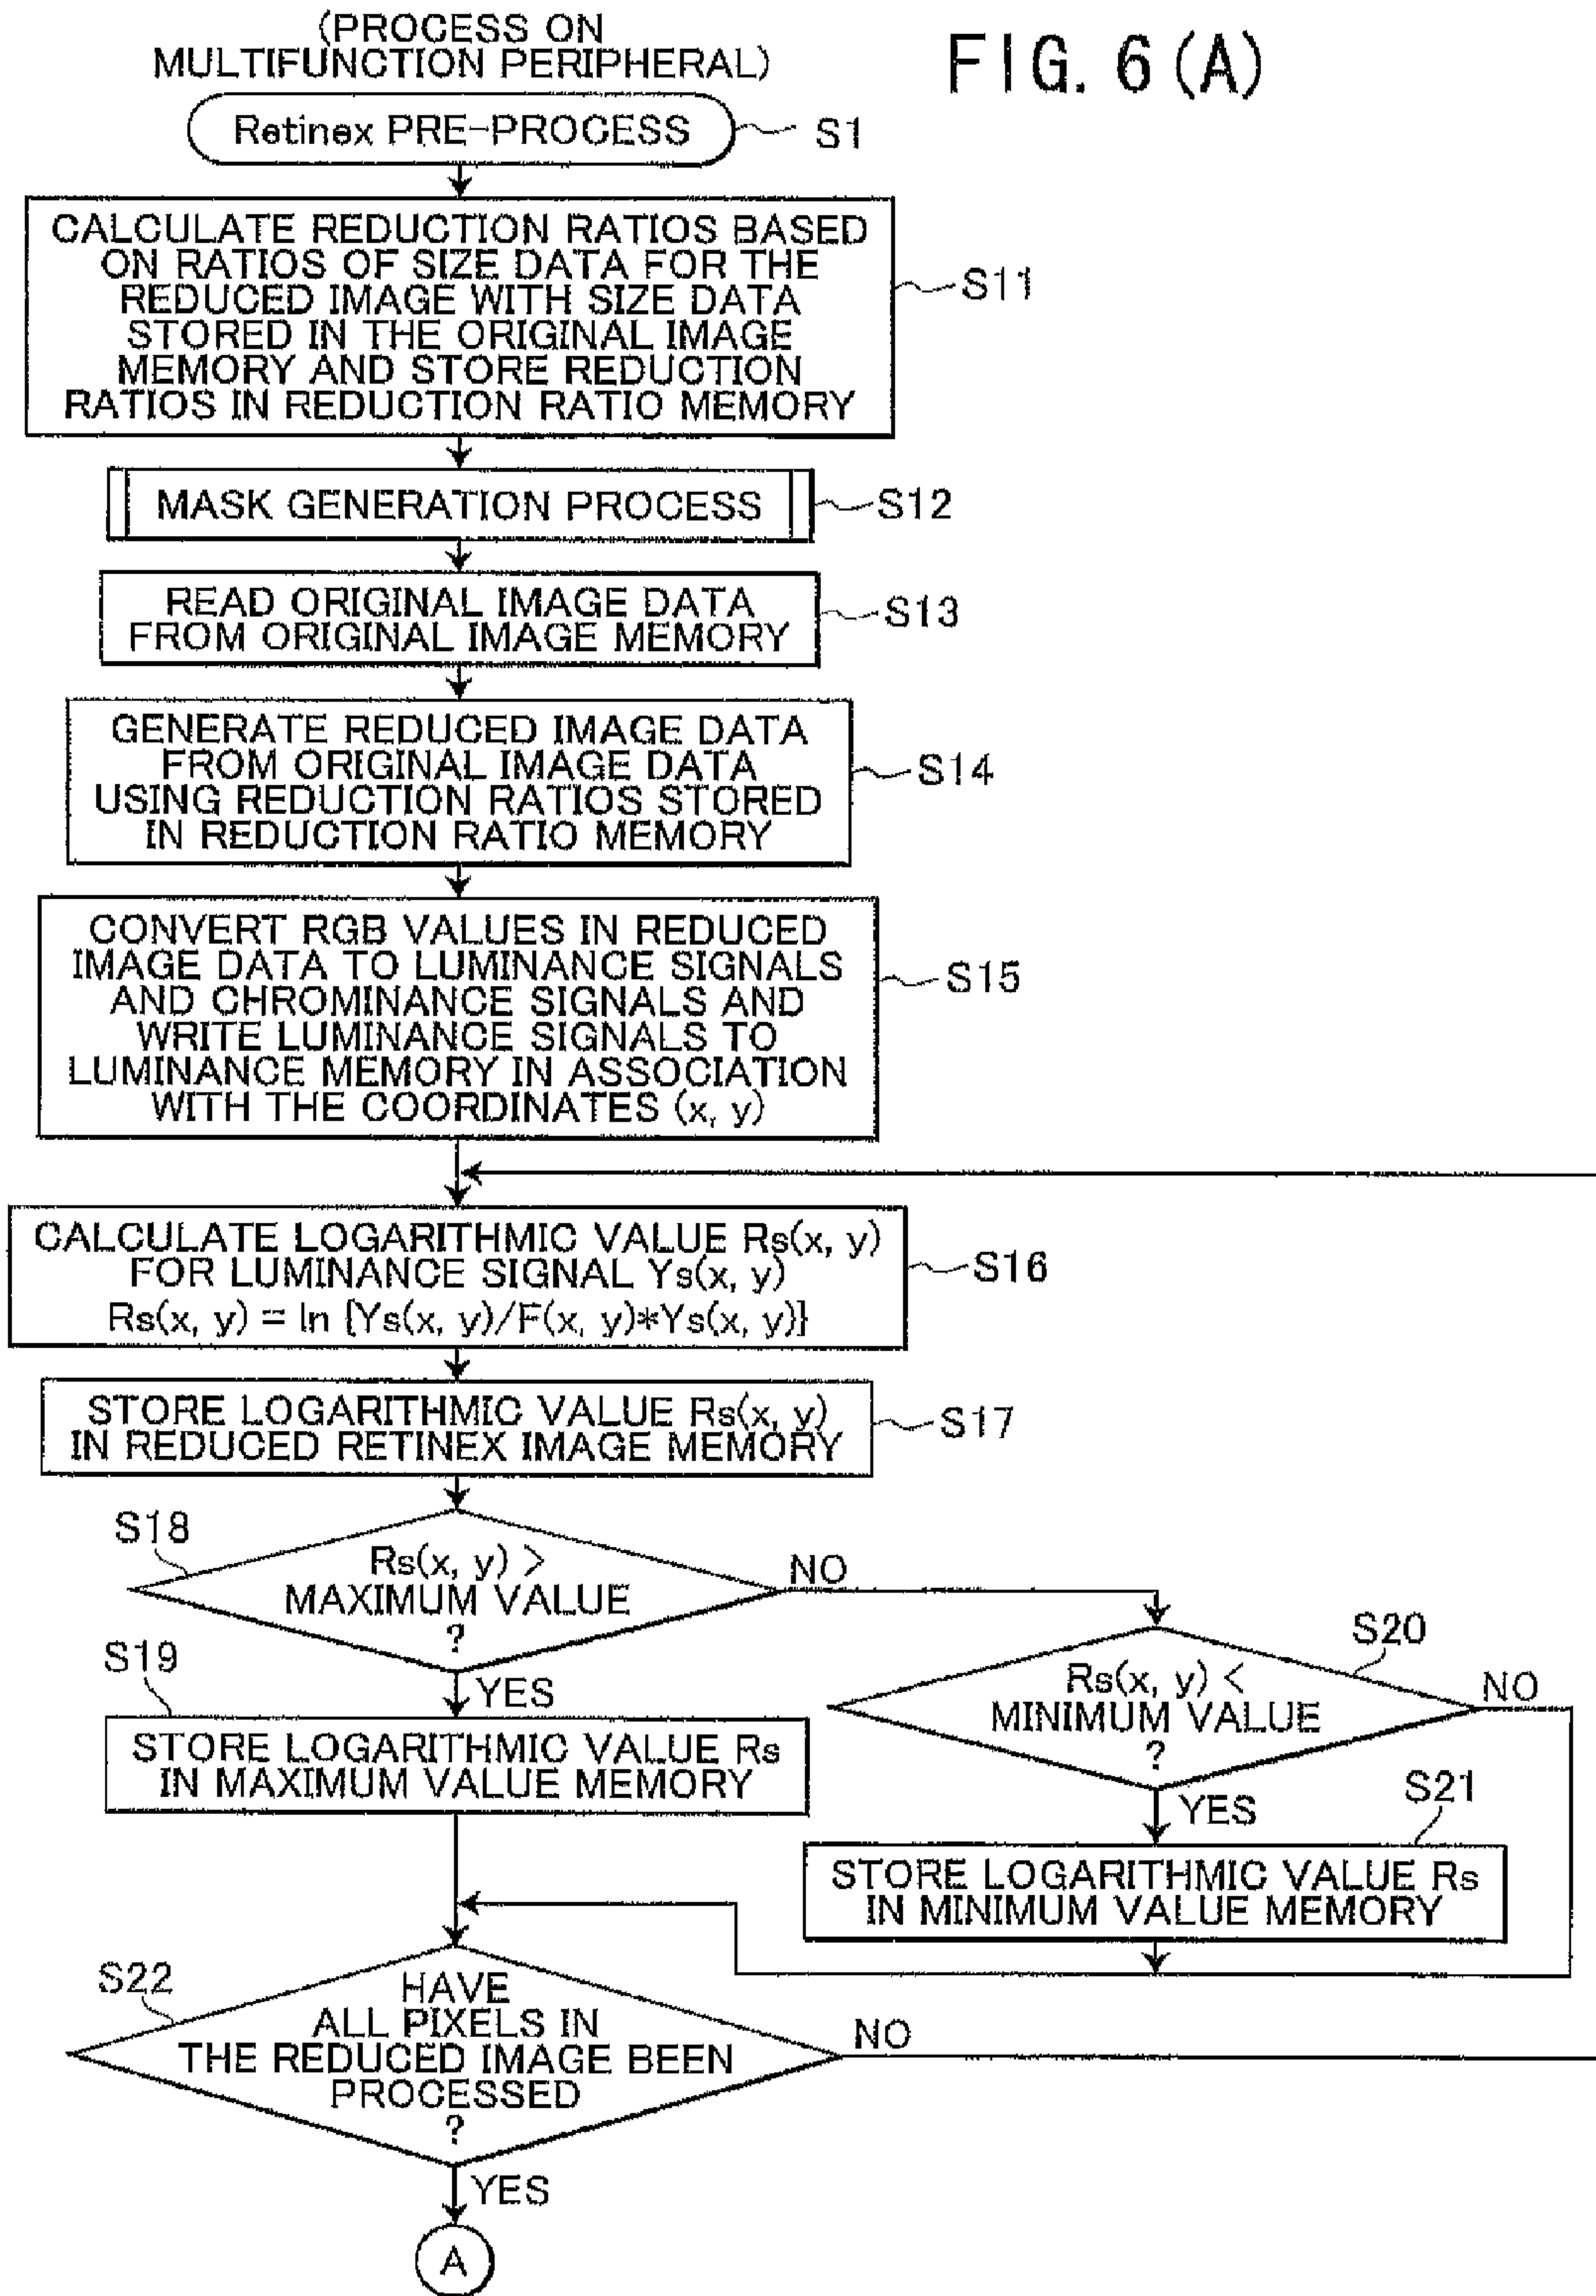 (PROCESS ON
MULTIFUNCTION PERIPHERAL)
FIG. 6 (A)
Retinex PRE-PROCESS
S1
CALCULATE REDUCTION RATIOS BASED
ON RATIOS OF SIZE DATA FOR THE
REDUCED IMAGE WITH SIZE DATA
STORED IN THE ORIGINAL IMAGE
MEMORY AND STORE REDUCTION
RATIOS IN REDUCTION RATIO MEMORY
S11
MASK GENERATION PROCESS
S12
READ ORIGINAL IMAGE DATA
FROM ORIGINAL IMAGE MEMORY
S13
GENERATE REDUCED IMAGE DATA
FROM ORIGINAL IMAGE DATA
USING REDUCTION RATIOS STORED
IN REDUCTION RATIO MEMORY
S14
CONVERT RGB VALUES IN REDUCED
IMAGE DATA TO LUMINANCE SIGNALS
AND CHROMINANCE SIGNALS AND
WRITE LUMINANCE SIGNALS TO
LUMINANCE MEMORY IN ASSOCIATION
WITH THE COORDINATES (x, y)
S15
CALCULATE LOGARITHMIC VALUE Rs(x, y)
FOR LUMINANCE SIGNAL Ys(x, y)
Rs(x, y) = ln {Ys(x, y)/F(x, y)*Ys(x, y)}
S16
STORE LOGARITHMIC VALUE Rs(x, y)
IN REDUCED RETINEX IMAGE MEMORY
S17
S18
Rs(x, y) >
MAXIMUM VALUE
?
NO
YES
S19
STORE LOGARITHMIC VALUE Rs
IN MAXIMUM VALUE MEMORY
S20
Rs(x, y) <
MINIMUM VALUE
?
NO
YES
S21
STORE LOGARITHMIC VALUE Rs
IN MINIMUM VALUE MEMORY
S22
HAVE
ALL PIXELS IN
THE REDUCED IMAGE BEEN
PROCESSED
?
NO
YES
A